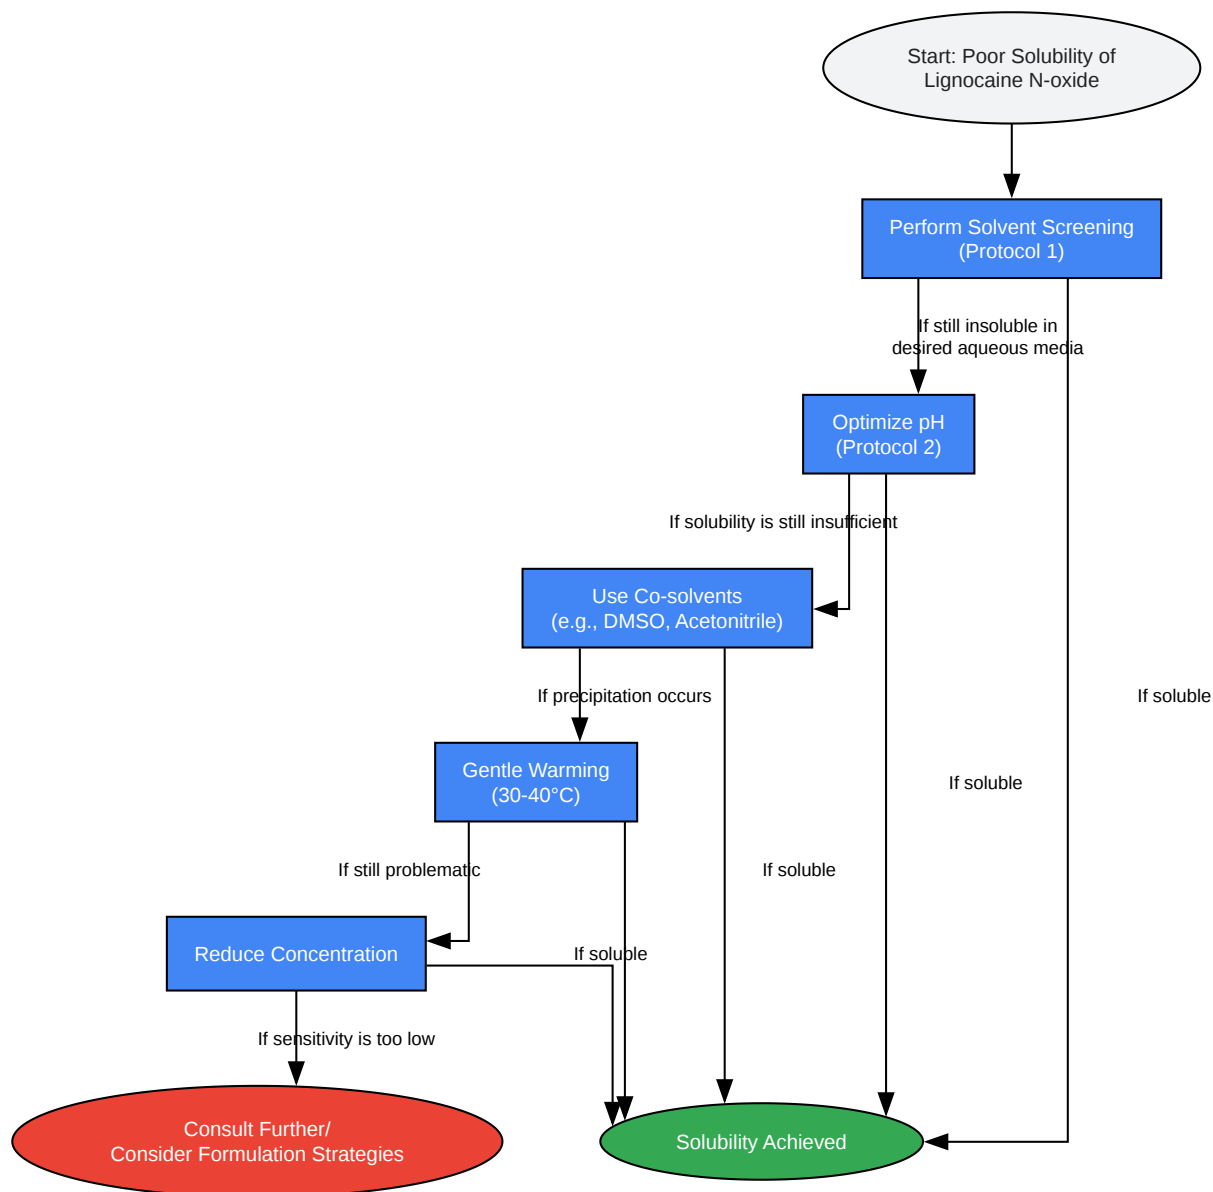 Start: Poor Solubility of
Lignocaine N-oxide
Perform Solvent Screening
(Protocol 1)
If still insoluble in
desired aqueous media
Optimize pH
(Protocol 2)
If solubility is still insufficient
Use Co-solvents
(e.g., DMSO, Acetonitrile)
If precipitation occurs
If soluble
Gentle Warming
(30-40°C)
If soluble
If still problematic
If soluble
Reduce Concentration
If soluble
If sensitivity is too low
Consult Further/
Consider Formulation Strategies
Solubility Achieved